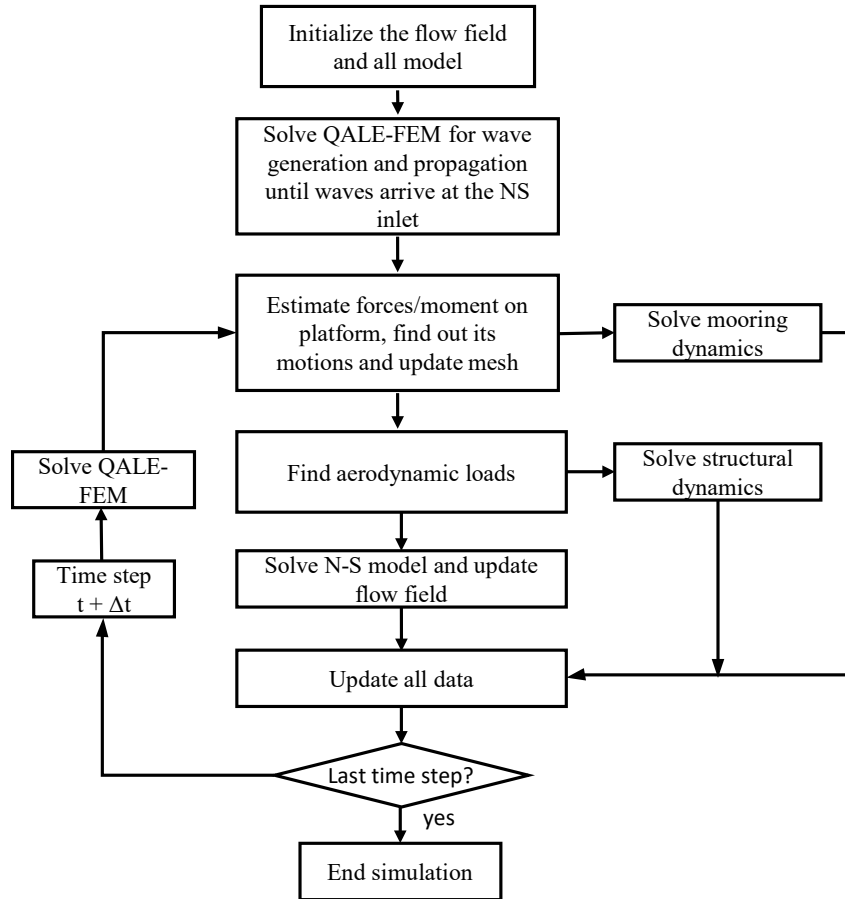 Initialize the flow field
and all model
Solve QALE-FEM for wave
generation and propagation
until waves arrive at the NS
inlet
Estimate forces/moment on
platform, find out its
motions and update mesh
Solve mooring
dynamics
Find aerodynamic loads
Solve structural
dynamics
Solve QALE-
FEM
Solve N-S model and update
flow field
Time step
t + Δt
Update all data
Last time step?
yes
End simulation